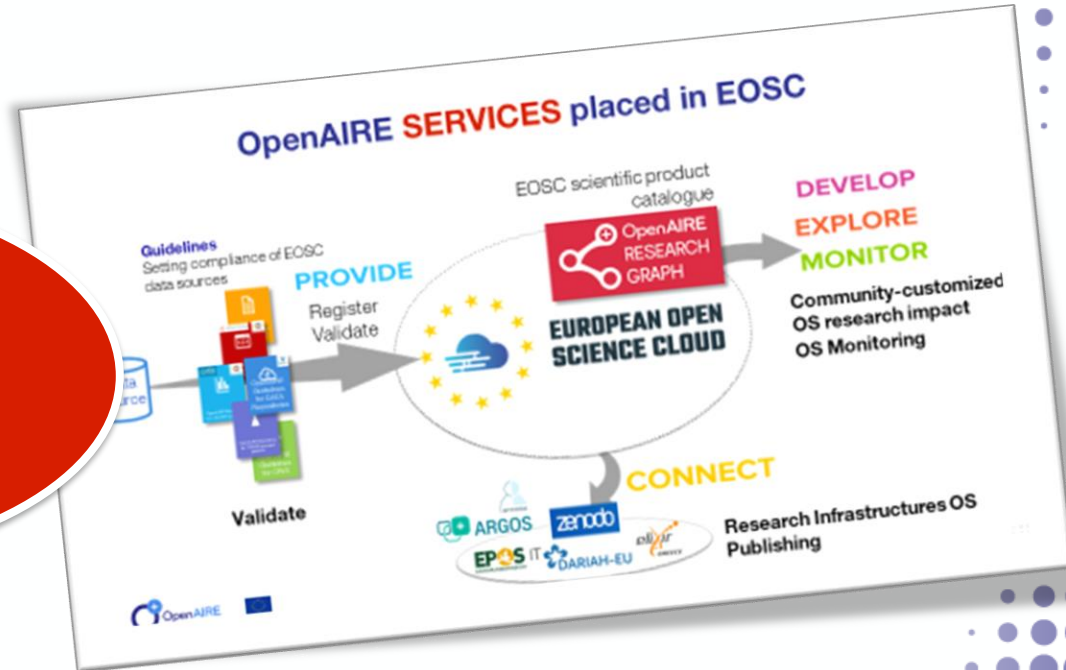 OpenAIRE SERVICES placed in EOSC
EOSC scientific product
catalogue
Guidelines
Setting compliance of EOSC
data sources
PROVIDE
Register
Validate
OpenAIRE
RESEARCH
GRAPH
EUROPEAN OPEN
SCIENCE CLOUD
DEVELOP
EXPLORE
MONITOR
Community-customized
OS research impact
OS Monitoring
Validate
CONNECT
ARGOS
zenodo
EPOS IT
DARIAH-EU
elixir
GREECE
Research Infrastructures OS
Publishing
OpenAIRE